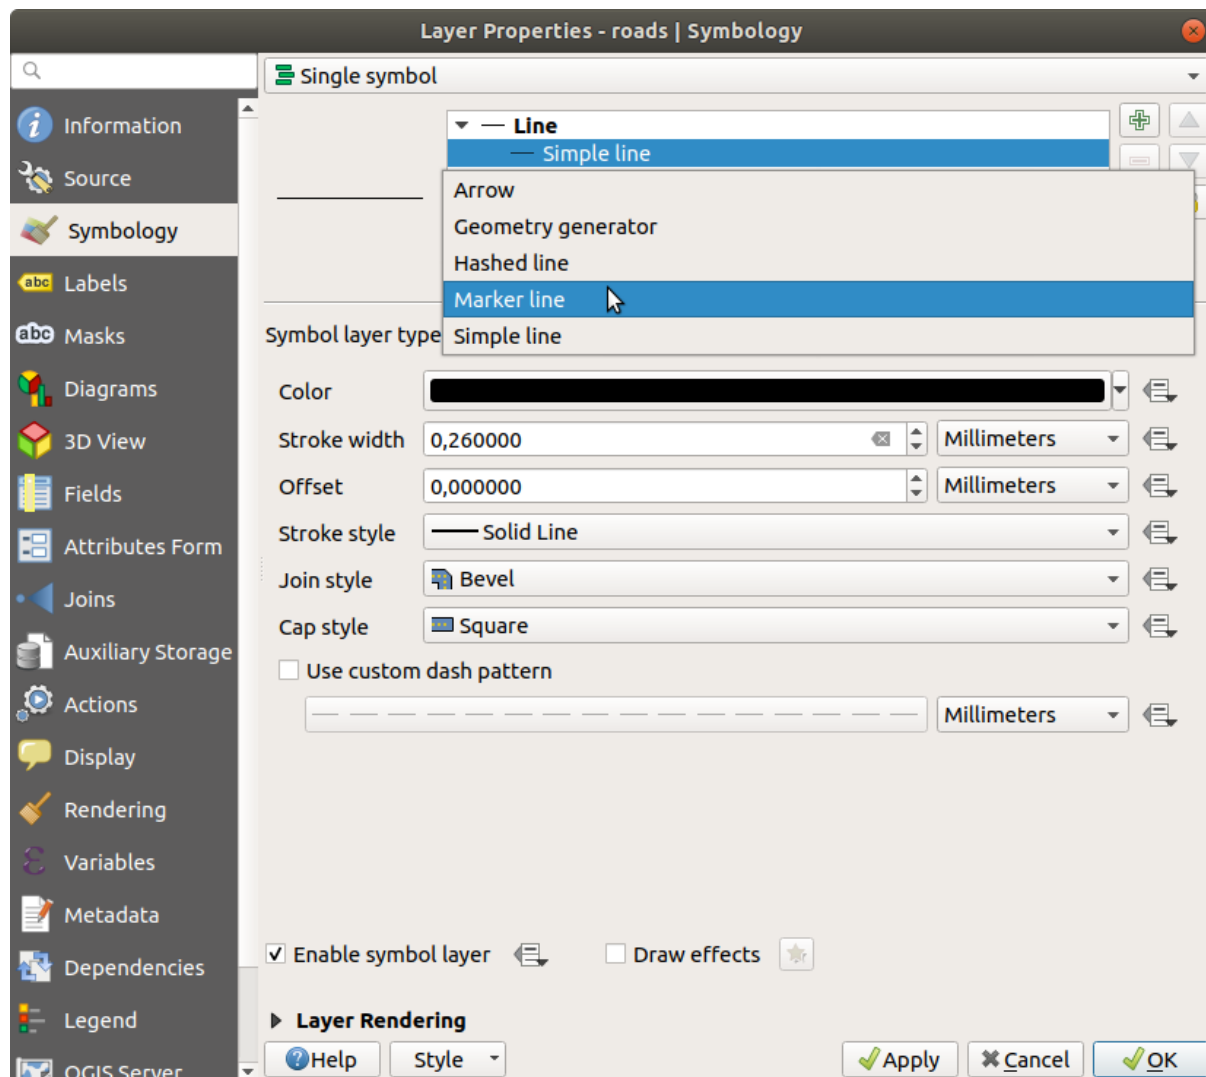 Layer Properties - roads | Symbology
Single symbol
Information
Source
Symbology
Labels
Masks
Diagrams
3D View
Fields
Attributes Form
Joins
Auxiliary Storage
Actions
Display
Rendering
Variables
Metadata
Dependencies
Legend
QGIS Server
Line
Simple line
Arrow
Geometry generator
Hashed line
Marker line
Simple line
Symbol layer type
Color
Stroke width 0,260000 Millimeters
Offset 0,000000 Millimeters
Stroke style Solid Line
Join style Bevel
Cap style Square
Use custom dash pattern
Millimeters
Enable symbol layer Draw effects
Layer Rendering
Help Style Apply Cancel OK